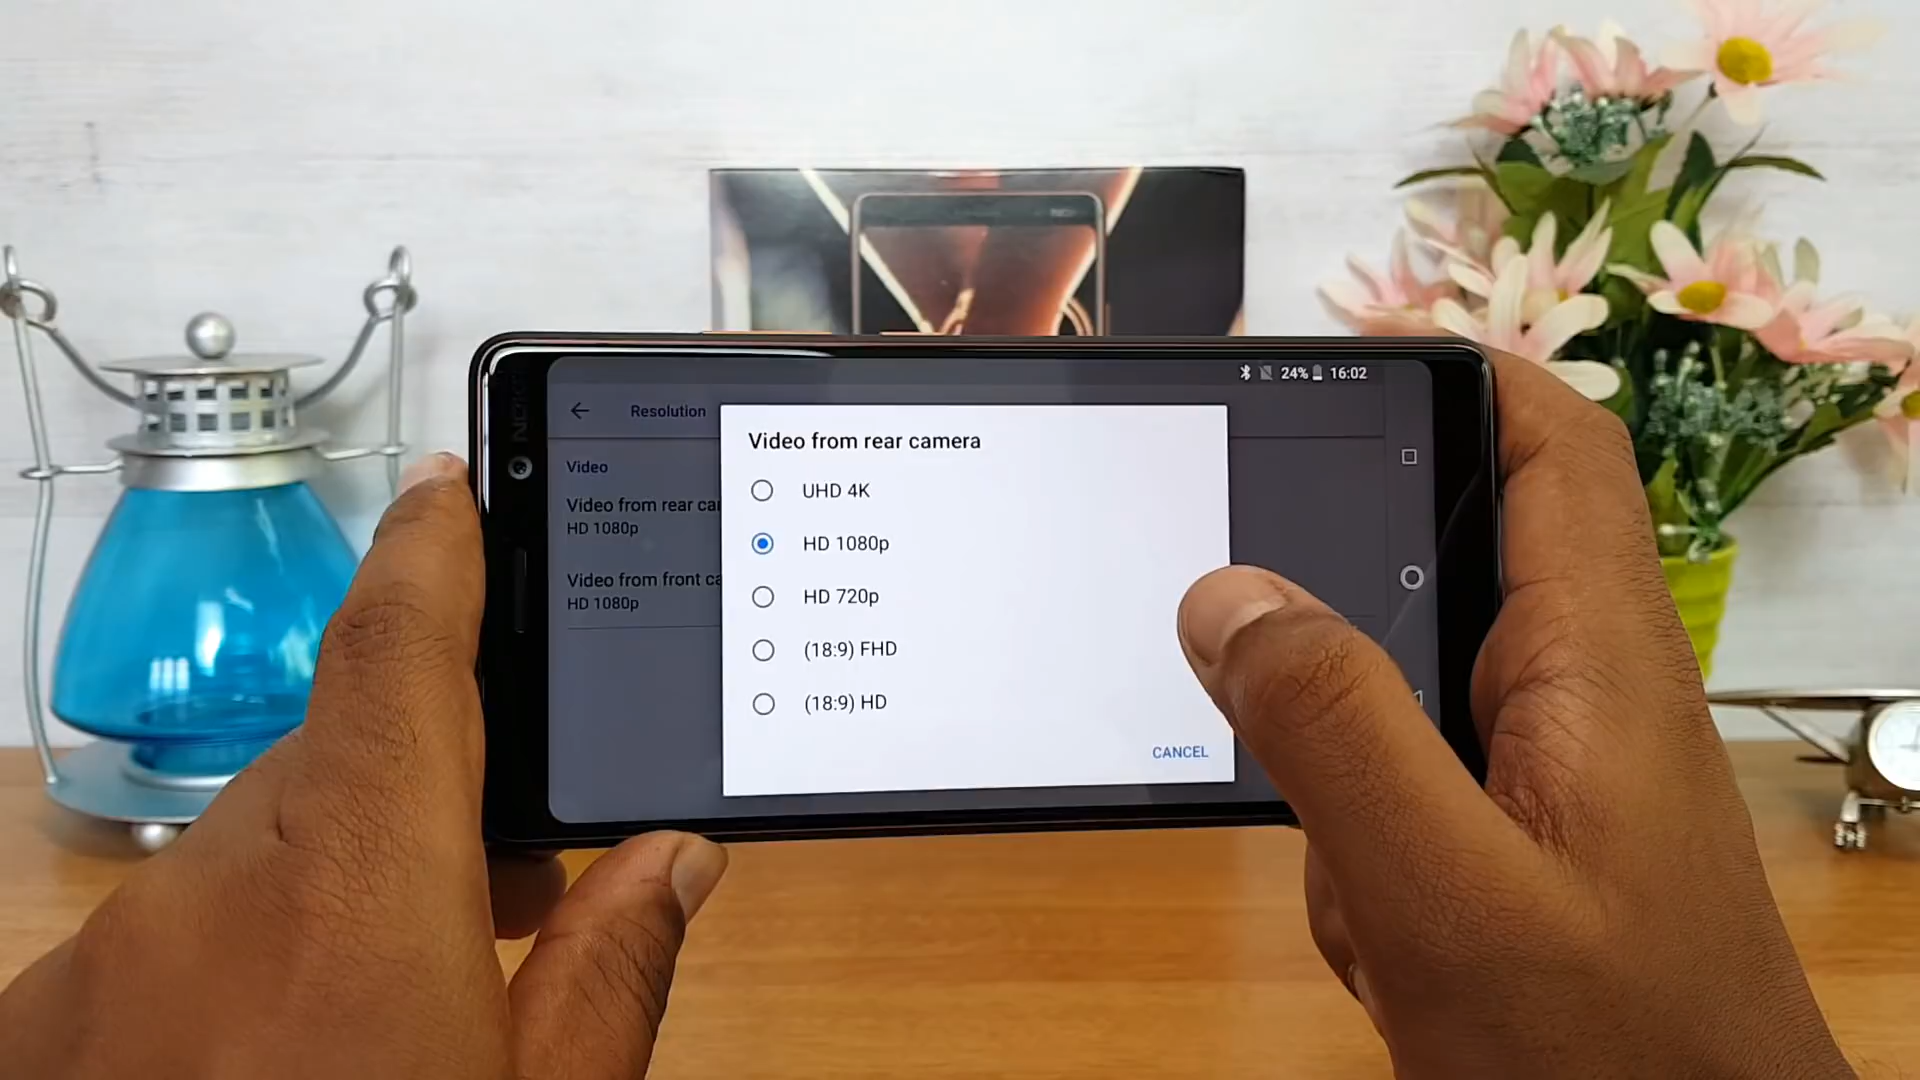 24% 16:02
Resolution
Video from rear camera
Video
UHD 4K
Video from rear ca
HD 1080p
HD 1080p
Video from front ca
HD 1080p
HD 720p
(18:9) FHD
(18:9) HD
CANCEL
NOKIA